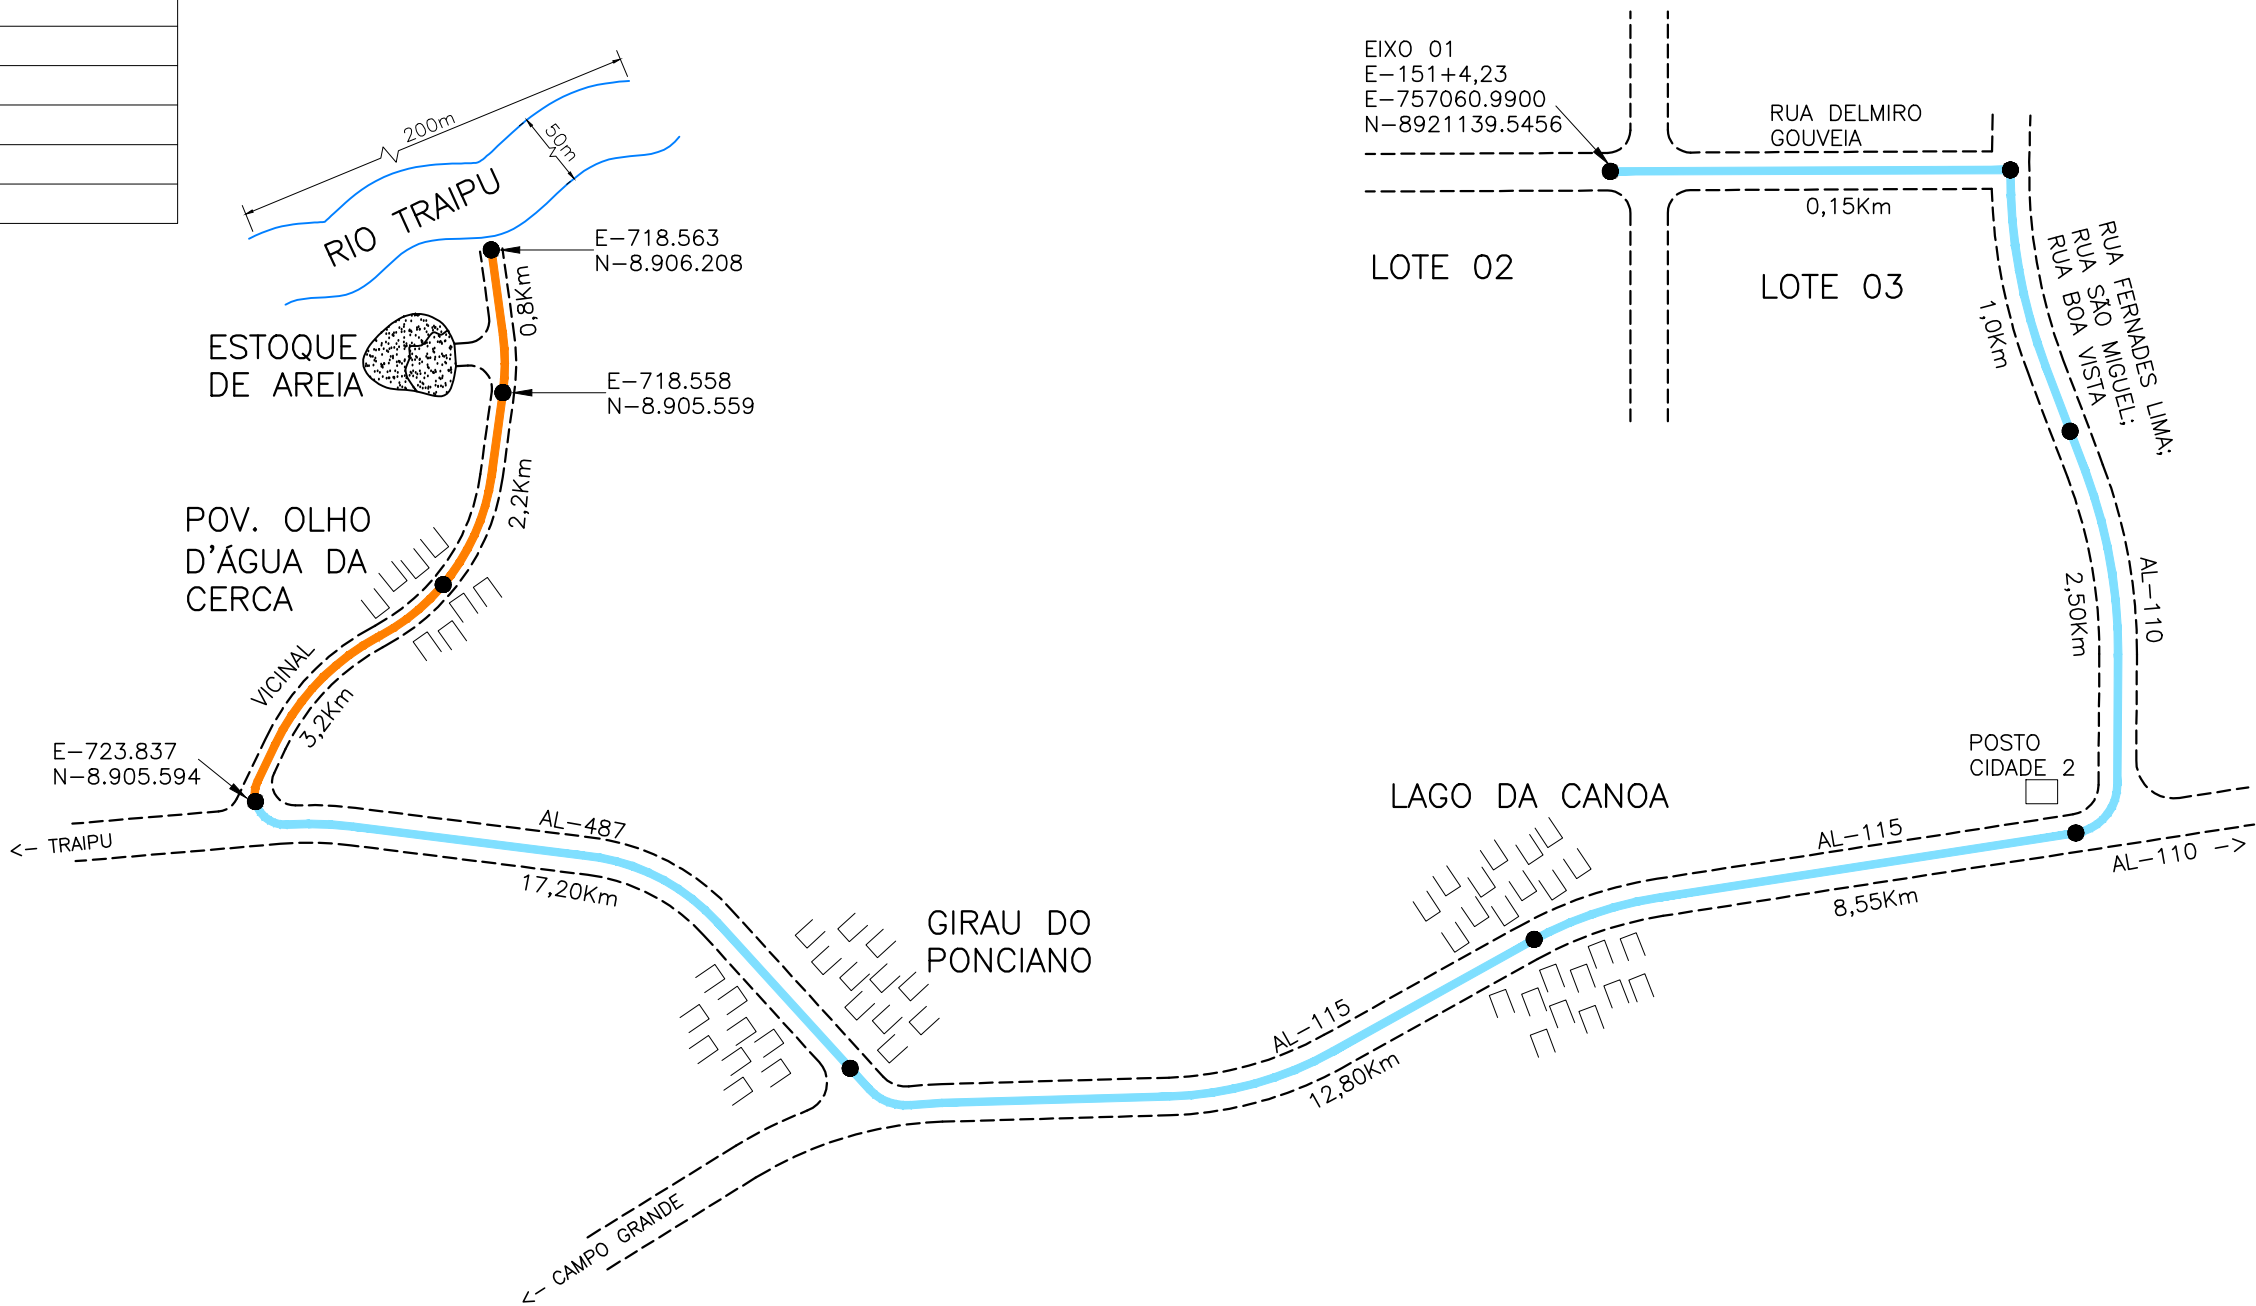 EIXO 01
E-151+4,23
E-757060.9900
N-8921139.5456
RUA DELMIRO
GOUVEIA
0,15Km
LOTE 02
LOTE 03
200m
50m
RIO TRAIPU
E-718.563
N-8.906.208
0,8Km
ESTOQUE
DE AREIA
E-718.558
N-8.905.559
2,2Km
POV. OLHO
D'ÁGUA DA
CERCA
VICINAL
3,2Km
E-723.837
N-8.905.594
<- TRAIPU
AL-487
17,20Km
GIRAU DO
PONCIANO
<- CAMPO GRANDE
AL-115
12,80Km
LAGO DA CANOA
AL-115
8,55Km
POSTO
CIDADE 2
AL-110 ->
AL-110
2,50Km
1,0Km
RUA FERNADES LIMA;
RUA SÃO MIGUEL;
RUA BOA VISTA